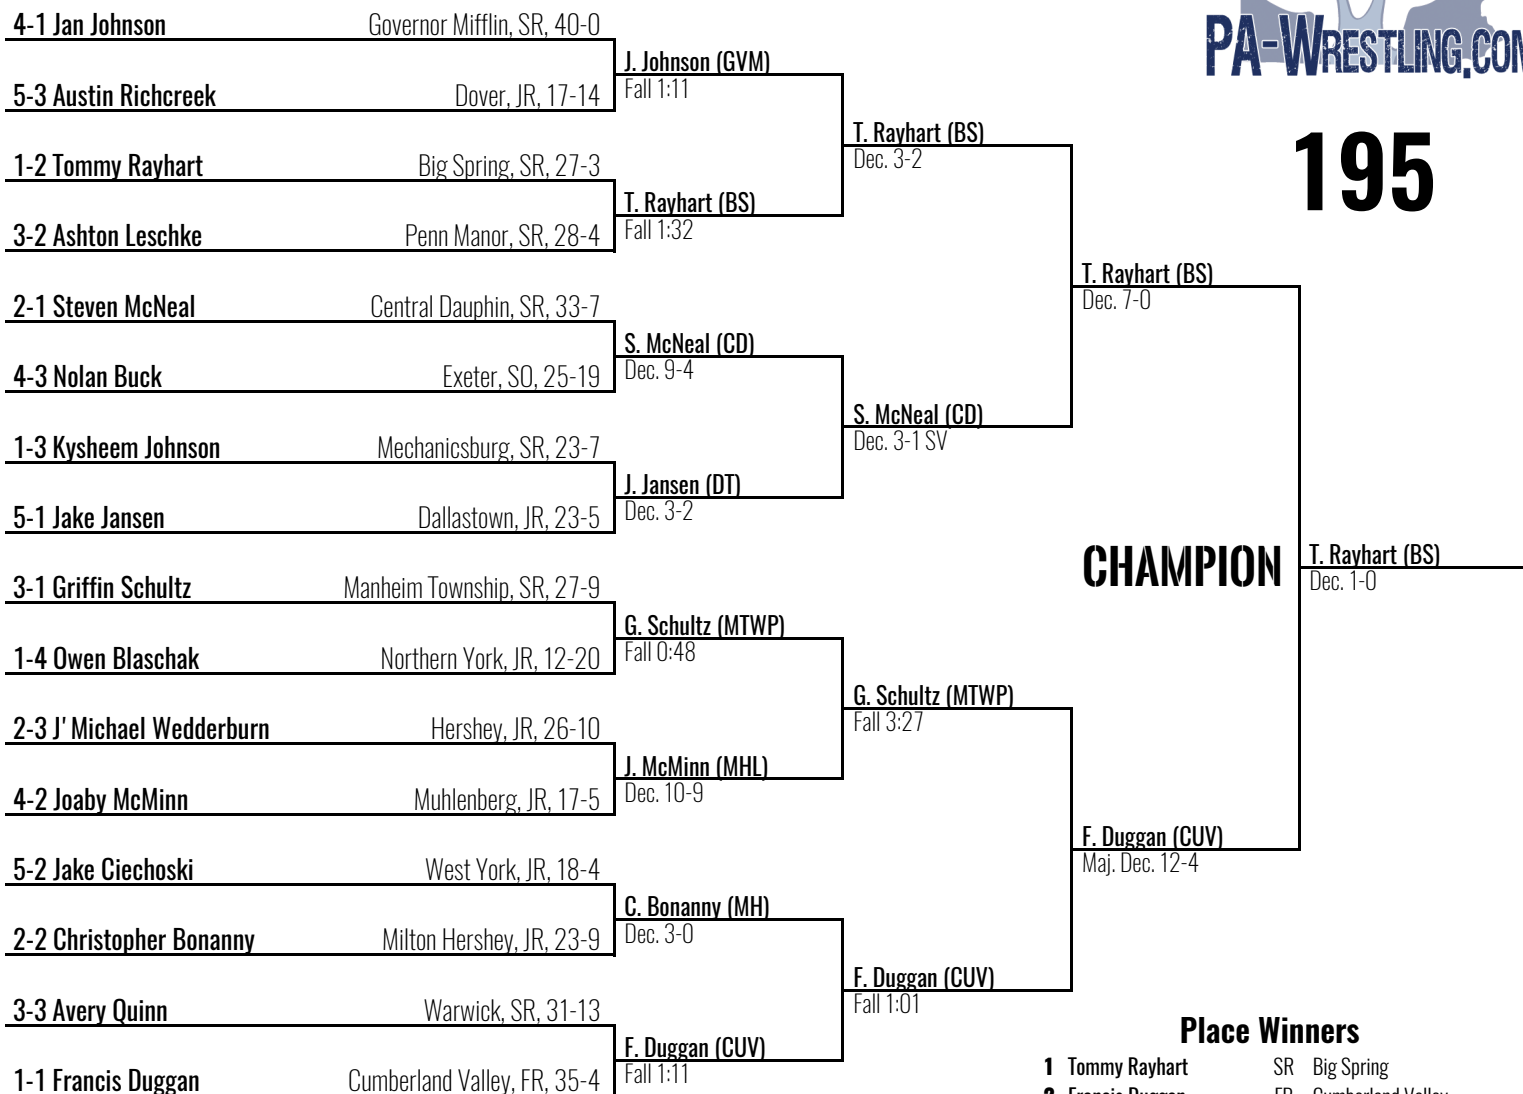 4-1 Jan Johnson Governor Mifflin, SR, 40-0
5-3 Austin Richcreek Dover, JR, 17-14
1-2 Tommy Rayhart Big Spring, SR, 27-3
3-2 Ashton Leschke Penn Manor, SR, 28-4
2-1 Steven McNeal Central Dauphin, SR, 33-7
4-3 Nolan Buck Exeter, SO, 25-19
1-3 Kysheem Johnson Mechanicsburg, SR, 23-7
5-1 Jake Jansen Dallastown, JR, 23-5
3-1 Griffin Schultz Manheim Township, SR, 27-9
1-4 Owen Blaschak Northern York, JR, 12-20
2-3 J'Michael Wedderburn Hershey, JR, 26-10
4-2 Joaby McMinn Muhlenberg, JR, 17-5
5-2 Jake Ciechoski West York, JR, 18-4
2-2 Christopher Bonanny Milton Hershey, JR, 23-9
3-3 Avery Quinn Warwick, SR, 31-13
1-1 Francis Duggan Cumberland Valley, FR, 35-4
J. Johnson (GVM)
Fall 1:11
T. Rayhart (BS)
Fall 1:32
S. McNeal (CD)
Dec. 9-4
J. Jansen (DT)
Dec. 3-2
G. Schultz (MTWP)
Fall 0:48
J. McMinn (MHL)
Dec. 10-9
C. Bonanny (MH)
Dec. 3-0
F. Duggan (CUV)
Fall 1:11
T. Rayhart (BS)
Dec. 3-2
S. McNeal (CD)
Dec. 3-1 SV
G. Schultz (MTWP)
Fall 3:27
F. Duggan (CUV)
Fall 1:01
T. Rayhart (BS)
Dec. 7-0
F. Duggan (CUV)
Maj. Dec. 12-4
CHAMPION
T. Rayhart (BS)
Dec. 1-0
PA-WRESTLING.COM
195
Place Winners
1 Tommy Rayhart SR Big Spring
2 Francis Duggan FR Cumberland Valley